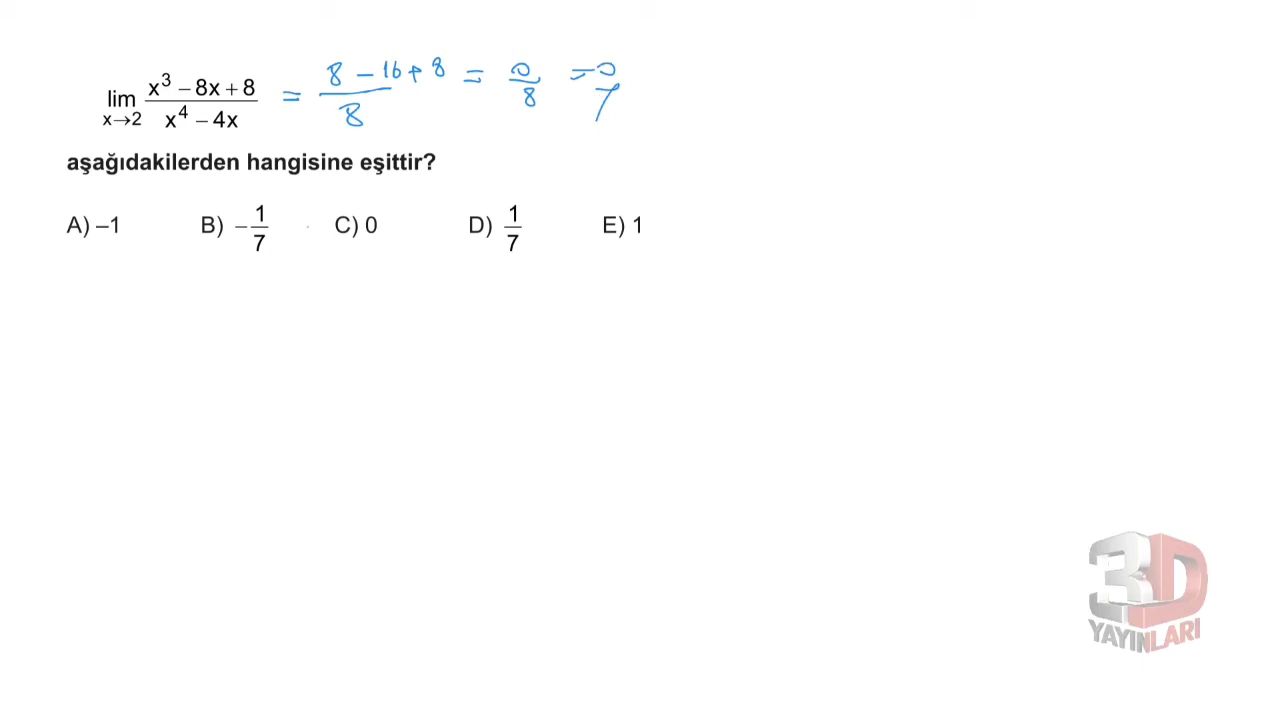 lim x→2 (x³ – 8x + 8)/(x⁴ – 4x) = (8 – 16 + 8)/8 = 0/8 = 0
aşağıdakilerden hangisine eşittir?
A) –1 B) –1/7 C) 0 D) 1/7 E) 1
3D
YAYINLARI